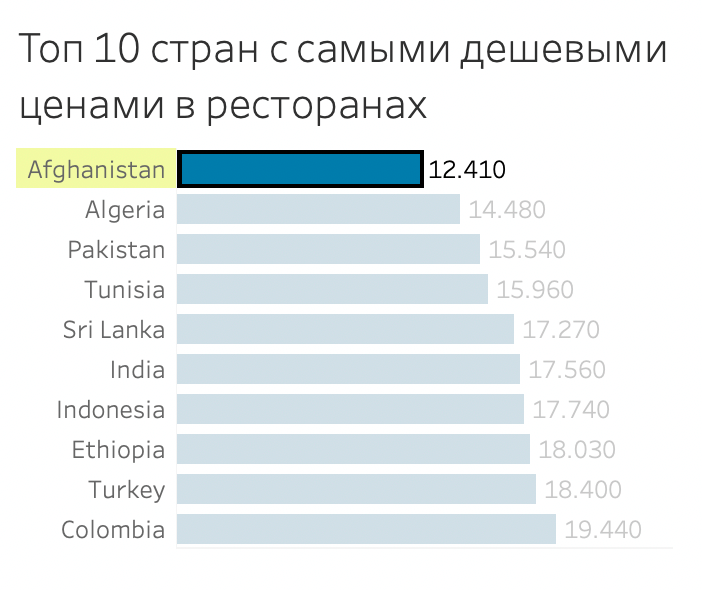 Топ 10 стран с самыми дешевыми
ценами в ресторанах
Afghanistan 12.410
Algeria 14.480
Pakistan 15.540
Tunisia 15.960
Sri Lanka 17.270
India 17.560
Indonesia 17.740
Ethiopia 18.030
Turkey 18.400
Colombia 19.440